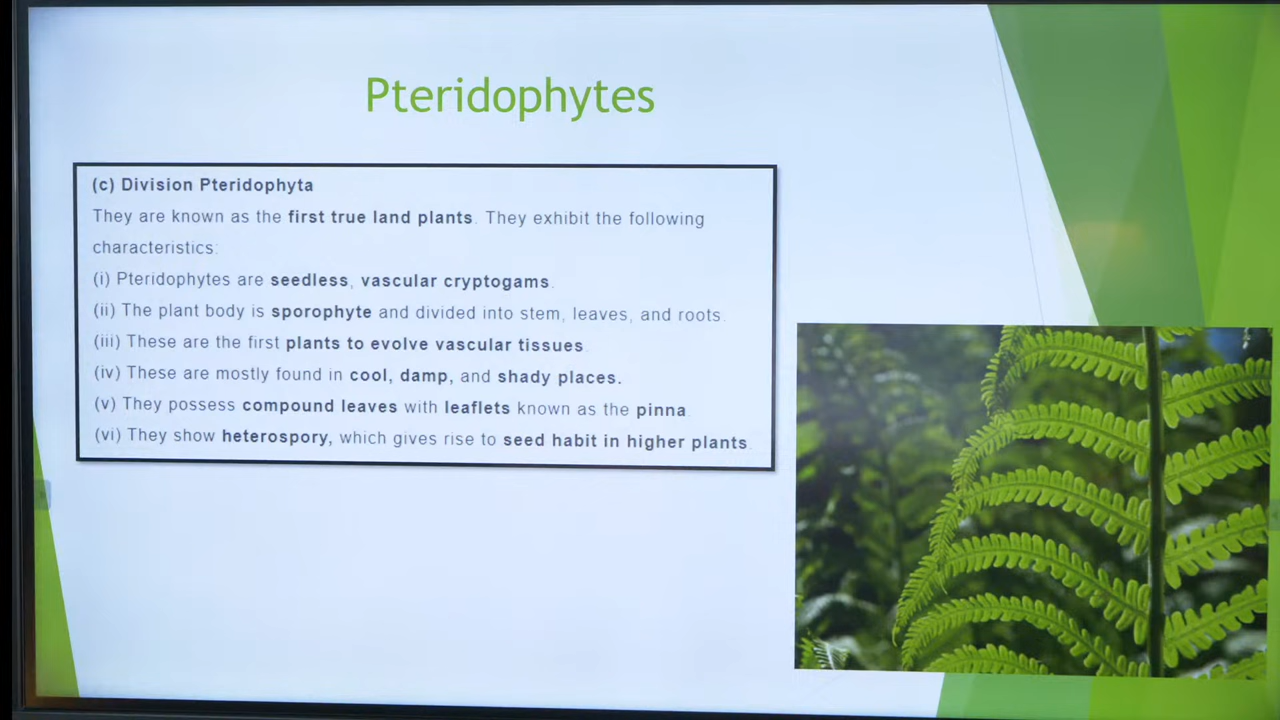 Pteridophytes
(c) Division Pteridophyta
They are known as the first true land plants. They exhibit the following
characteristics:
(i) Pteridophytes are seedless, vascular cryptogams.
(ii) The plant body is sporophyte and divided into stem, leaves, and roots.
(iii) These are the first plants to evolve vascular tissues.
(iv) These are mostly found in cool, damp, and shady places.
(v) They possess compound leaves with leaflets known as the pinna.
(vi) They show heterospory, which gives rise to seed habit in higher plants.